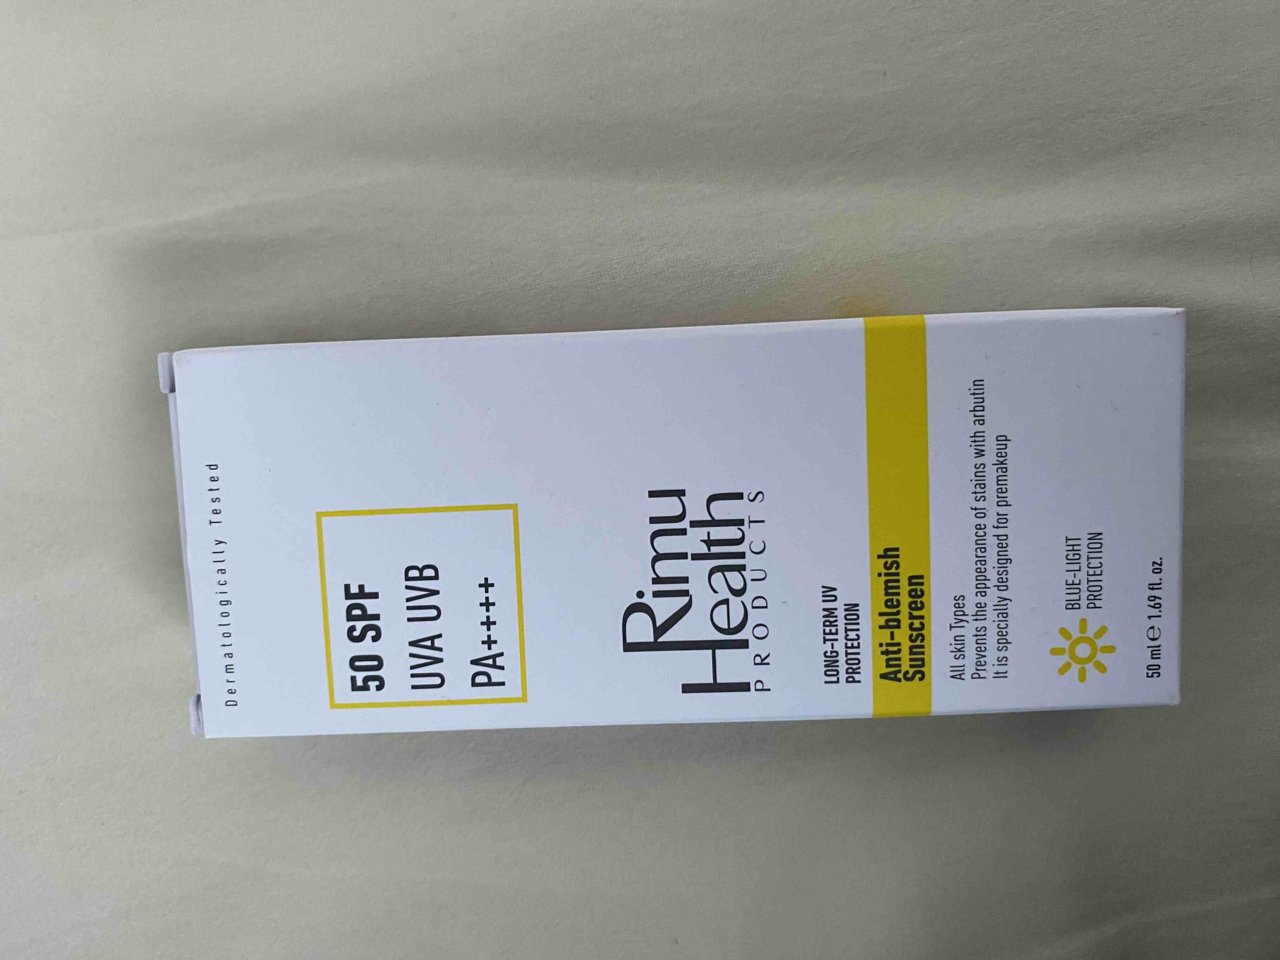 Dermatologically Tested
50 SPF
UVA UVB
PA++++
Rimu
Health
PRODUCTS
LONG-TERM UV
PROTECTION
Anti-blemish
Sunscreen
All skin Types
Prevents the appearance of stains with arbutin
It is specially designed for premakeup
BLUE-LIGHT
PROTECTION
50 ml ℮ 1.69 fl. oz.